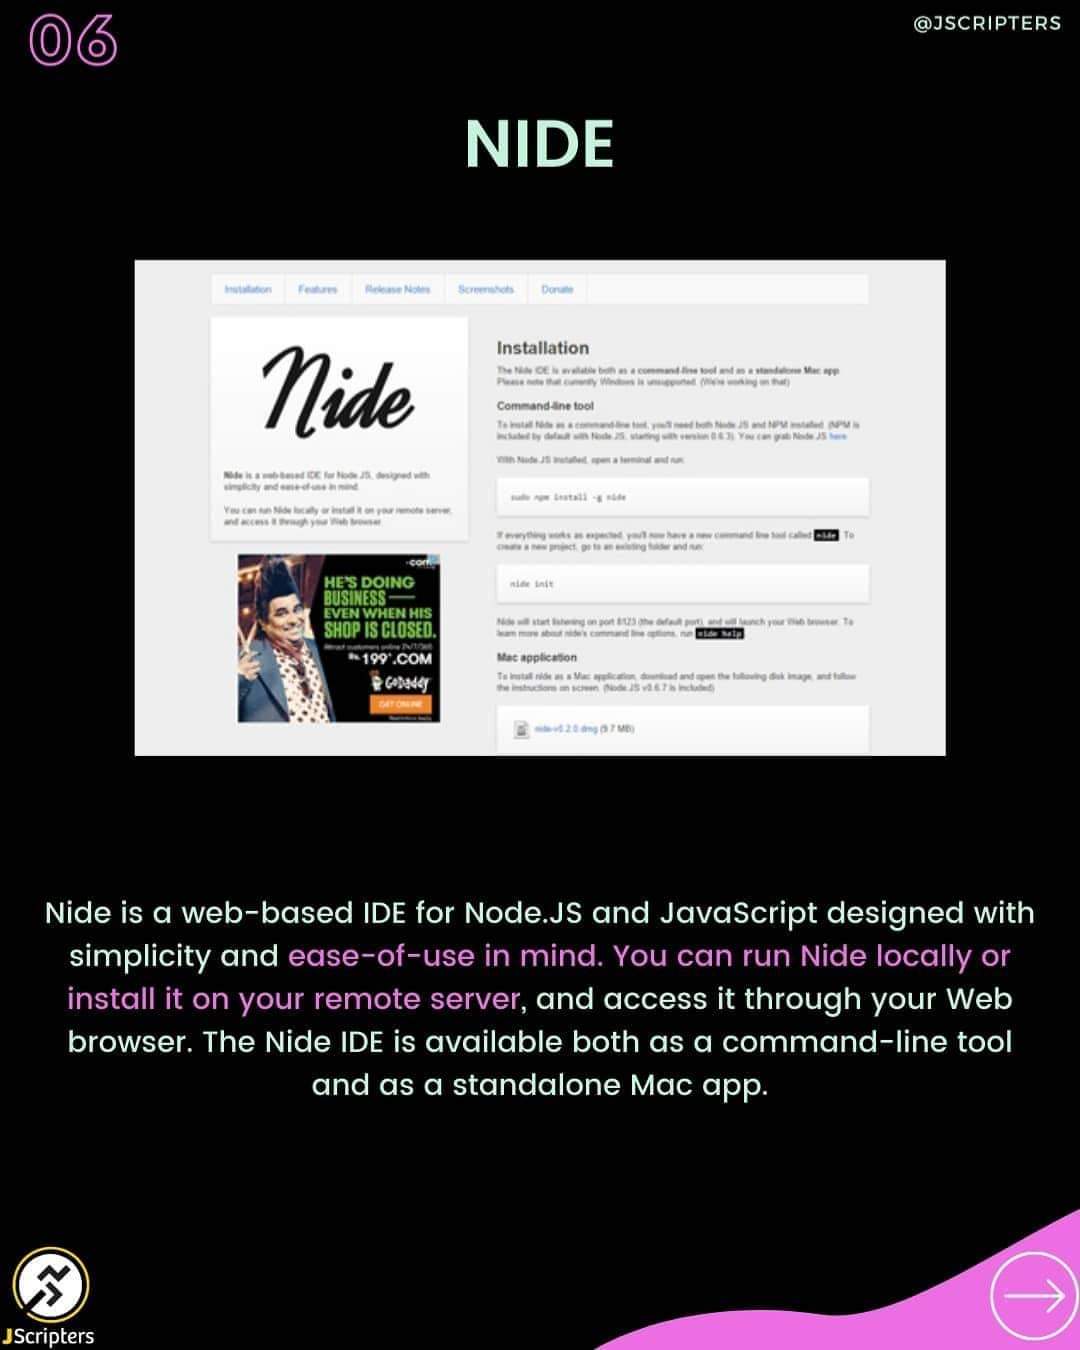 06
@JSCRIPTERS
NIDE
Installation
Features
Release Notes
Screenshots
Donate
Nide
Nide is a web-based IDE for Node.JS, designed with
simplicity and ease-of-use in mind.
You can run Nide locally or install it on your remote server,
and access it through your Web browser.
.com
HE'S DOING
BUSINESS
EVEN WHEN HIS
SHOP IS CLOSED.
Attract customers online 24/7/365
Rs. 199*.COM
GoDaddy
GET ONLINE
Installation
The Nide IDE is available both as a command-line tool and as a standalone Mac app.
Please note that currently Windows is unsupported. (We're working on that)
Command-line tool
To install Nide as a command-line tool, you'll need both Node.JS and NPM installed. (NPM is
included by default with Node.JS, starting with version 0.6.3). You can grab Node.JS here
With Node.JS installed, open a terminal and run:
sudo npm install -g nide
If everything works as expected, you'll now have a new command line tool called nide. To
create a new project, go to an existing folder and run:
nide init
Nide will start listening on port 8123 (the default port), and will launch your Web browser. To
learn more about nide's command line options, run nide help
Mac application
To install nide as a Mac application, download and open the following disk image, and follow
the instructions on screen. (Node.JS v0.6.7 is included)
nide-v0.2.0.dmg (9.7 MB)
Nide is a web-based IDE for Node.JS and JavaScript designed with
simplicity and ease-of-use in mind. You can run Nide locally or
install it on your remote server, and access it through your Web
browser. The Nide IDE is available both as a command-line tool
and as a standalone Mac app.
JScripters